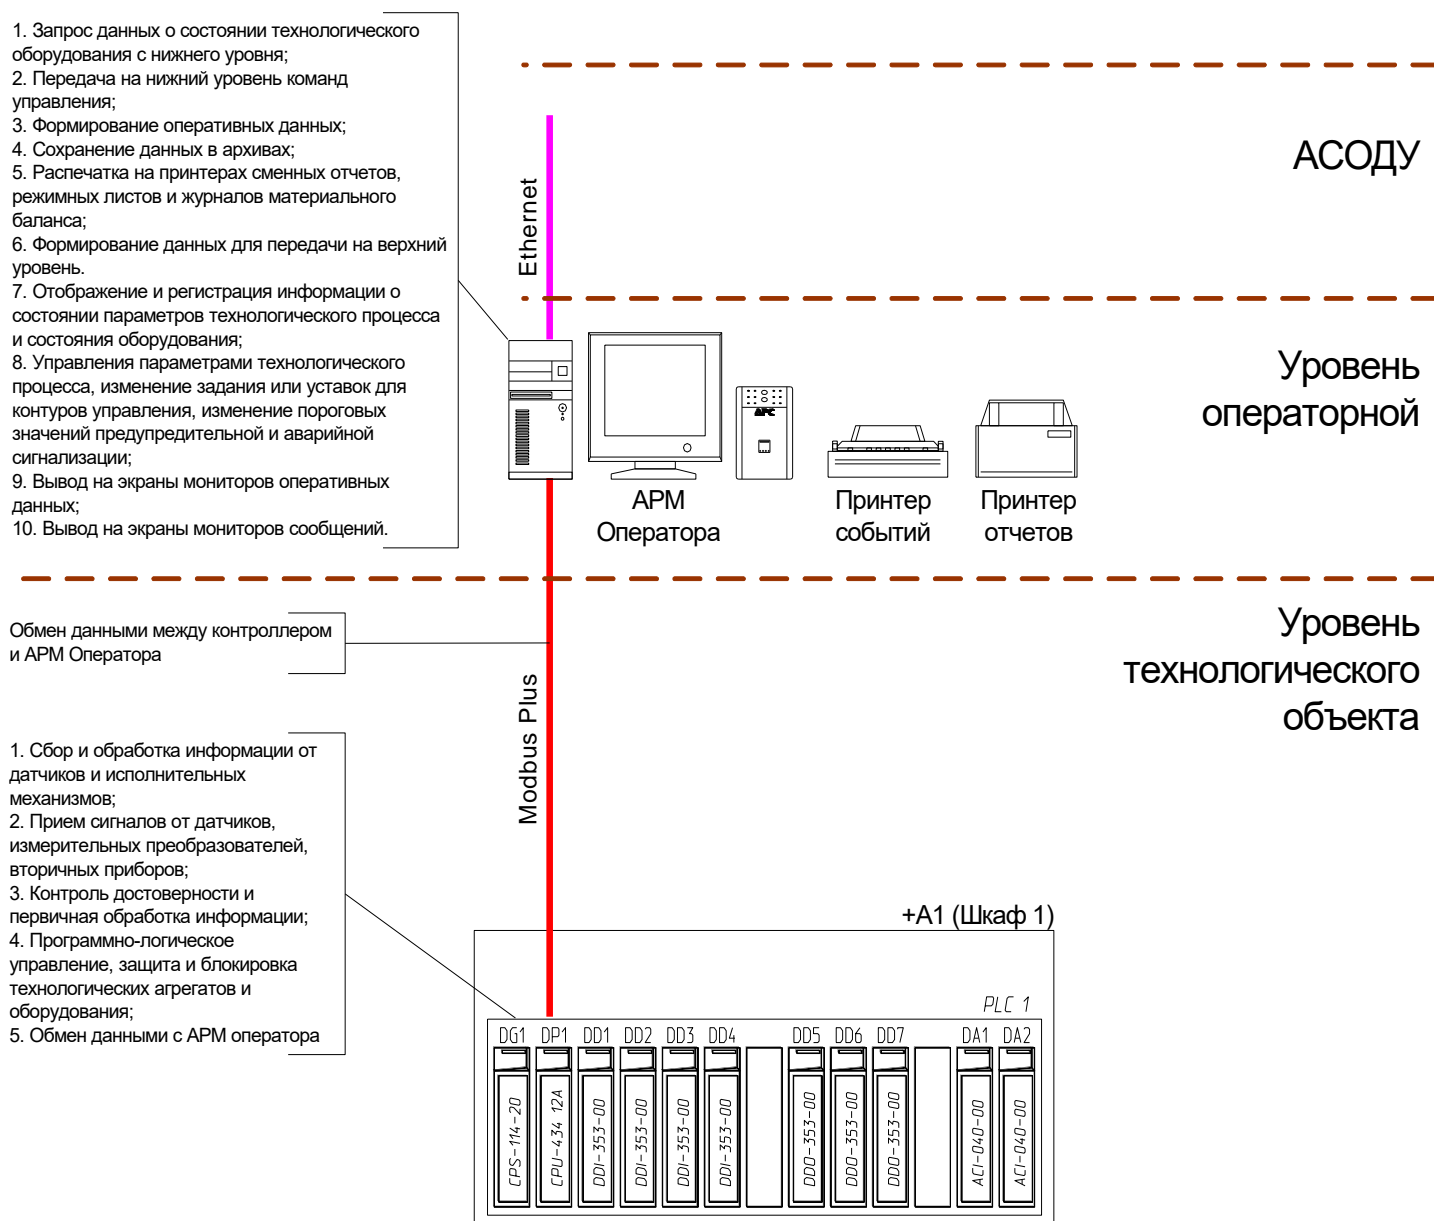 1. Запрос данных о состоянии технологического
оборудования с нижнего уровня;
2. Передача на нижний уровень команд
управления;
3. Формирование оперативных данных;
4. Сохранение данных в архивах;
5. Распечатка на принтерах сменных отчетов,
режимных листов и журналов материального
баланса;
6. Формирование данных для передачи на верхний
уровень.
7. Отображение и регистрация информации о
состоянии параметров технологического процесса
и состояния оборудования;
8. Управления параметрами технологического
процесса, изменение задания или уставок для
контуров управления, изменение пороговых
значений предупредительной и аварийной
сигнализации;
9. Вывод на экраны мониторов оперативных
данных;
10. Вывод на экраны мониторов сообщений.
Ethernet
АСОДУ
Уровень
операторной
APC
АРМ
Оператора
Принтер
событий
Принтер
отчетов
Обмен данными между контроллером
и АРМ Оператора
Modbus Plus
Уровень
технологического
объекта
1. Сбор и обработка информации от
датчиков и исполнительных
механизмов;
2. Прием сигналов от датчиков,
измерительных преобразователей,
вторичных приборов;
3. Контроль достоверности и
первичная обработка информации;
4. Программно-логическое
управление, защита и блокировка
технологических агрегатов и
оборудования;
5. Обмен данными с АРМ оператора
+А1 (Шкаф 1)
PLC 1
DG1 DP1 DD1 DD2 DD3 DD4 DD5 DD6 DD7 DA1 DA2
CPS-114-20
CPU-434 12A
DDI-353-00
DDI-353-00
DDI-353-00
DDI-353-00
DDO-353-00
DDO-353-00
DDO-353-00
ACI-040-00
ACI-040-00